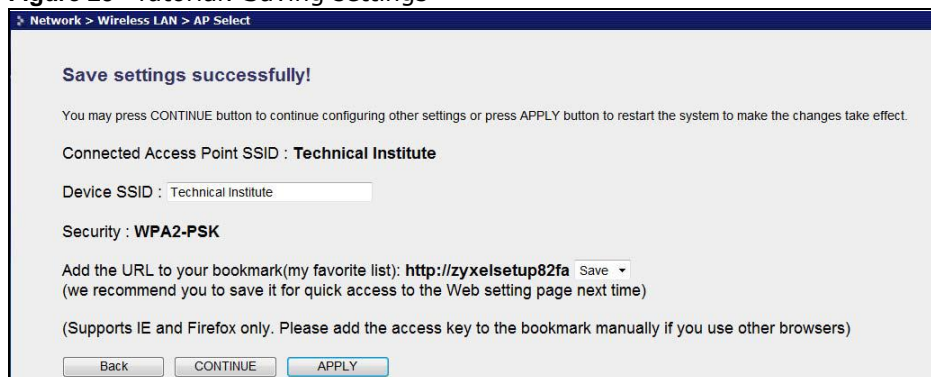 Network > Wireless LAN > AP Select
Save settings successfully!
You may press CONTINUE button to continue configuring other settings or press APPLY button to restart the system to make the changes take effect.
Connected Access Point SSID : Technical Institute
Device SSID : Technical Institute
Security : WPA2-PSK
Add the URL to your bookmark(my favorite list): http://zyxelsetup82fa Save
(we recommend you to save it for quick access to the Web setting page next time)
(Supports IE and Firefox only. Please add the access key to the bookmark manually if you use other browsers)
Back CONTINUE APPLY